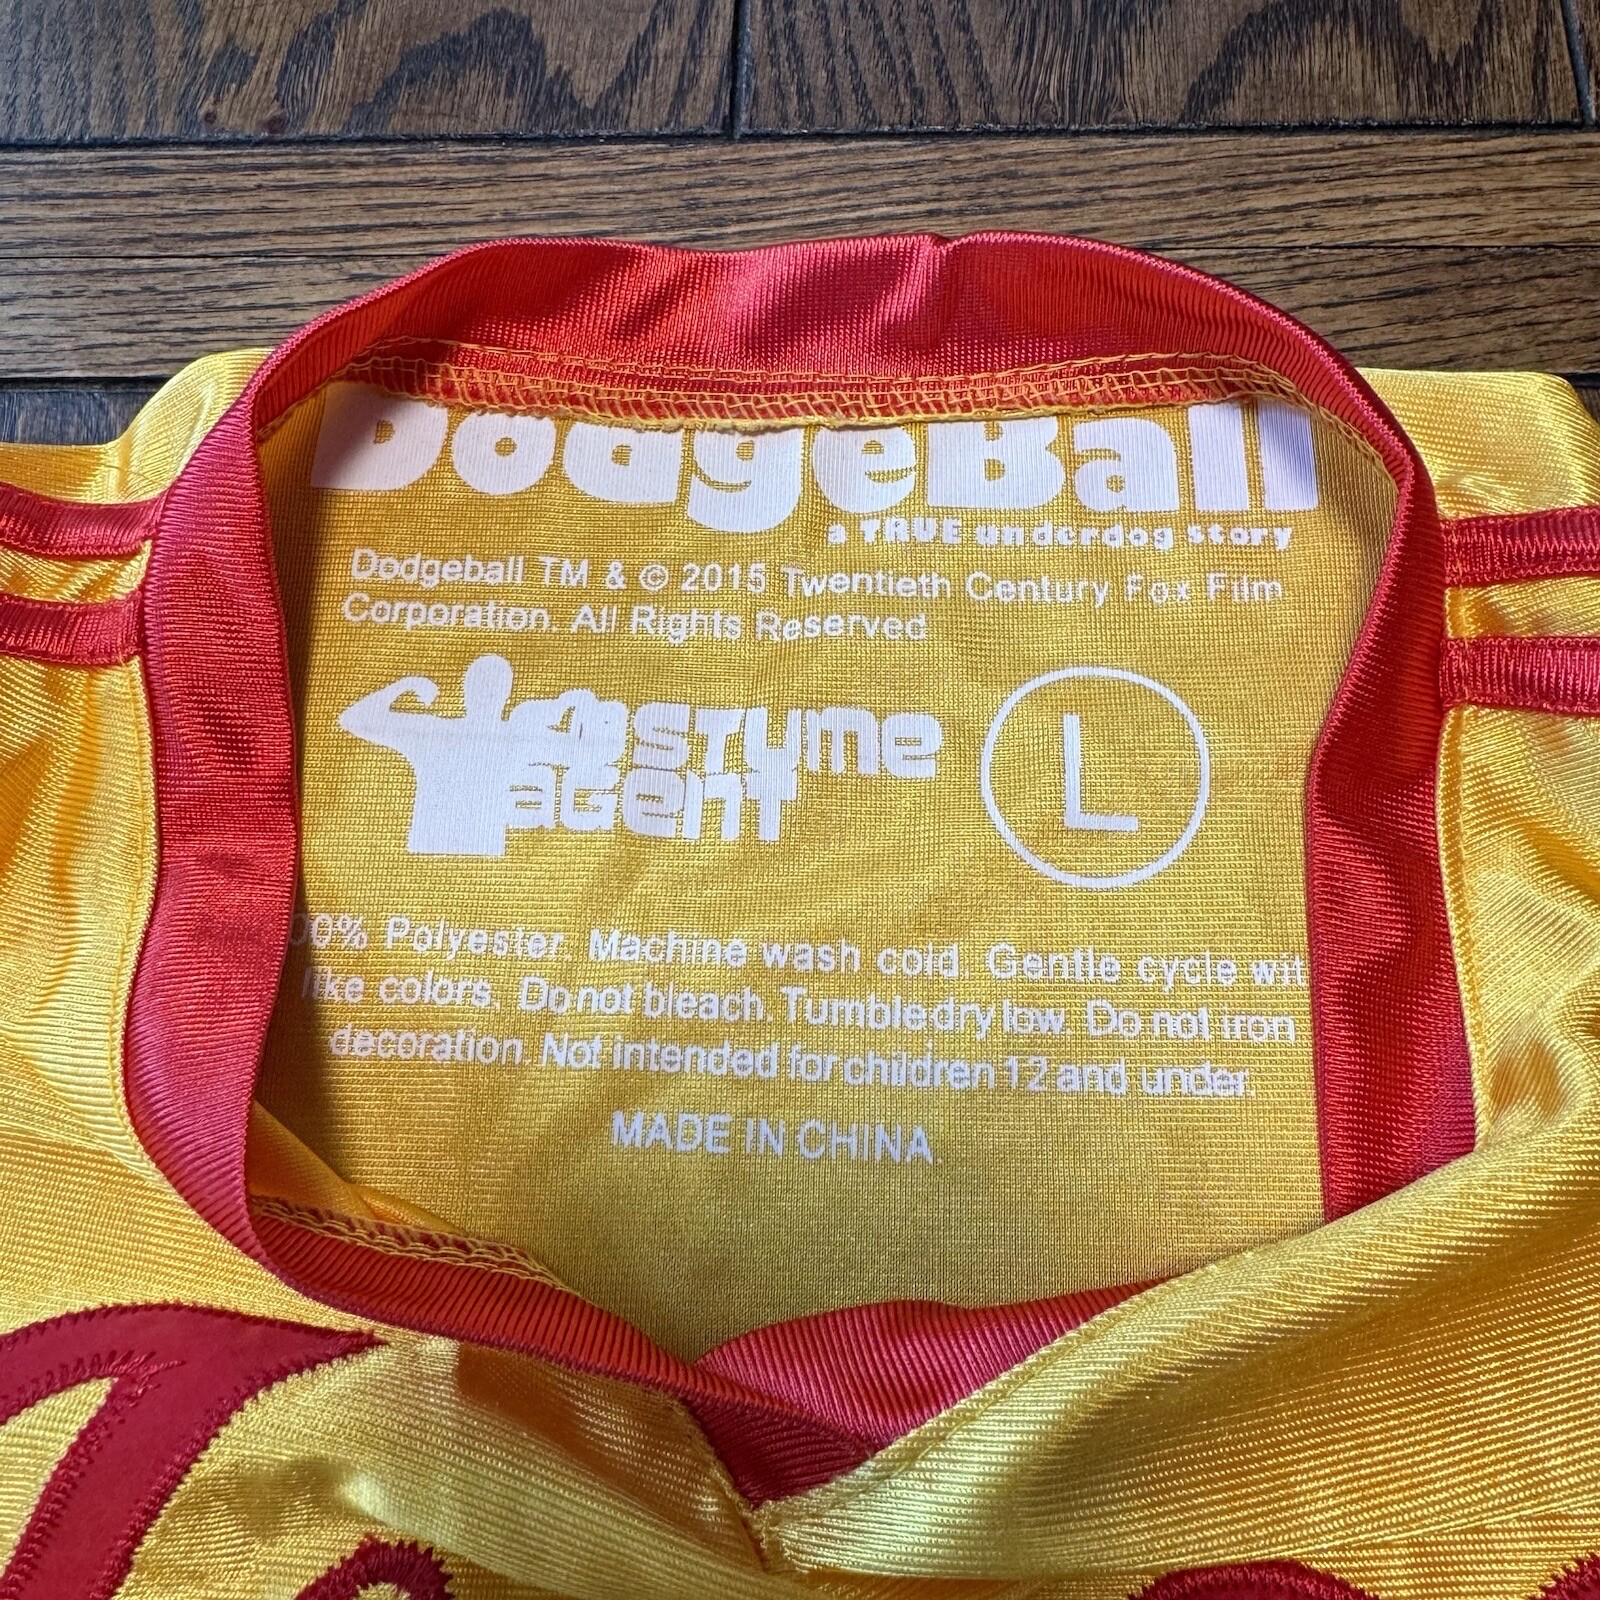 DodgeBall
a TRUE underdog story
Dodgeball TM & © 2015 Twentieth Century Fox Film
Corporation. All Rights Reserved
costume
agent
L
00% Polyester. Machine wash cold. Gentle cycle wit
like colors. Do not bleach. Tumble dry low. Do not iron
decoration. Not intended for children 12 and under.
MADE IN CHINA